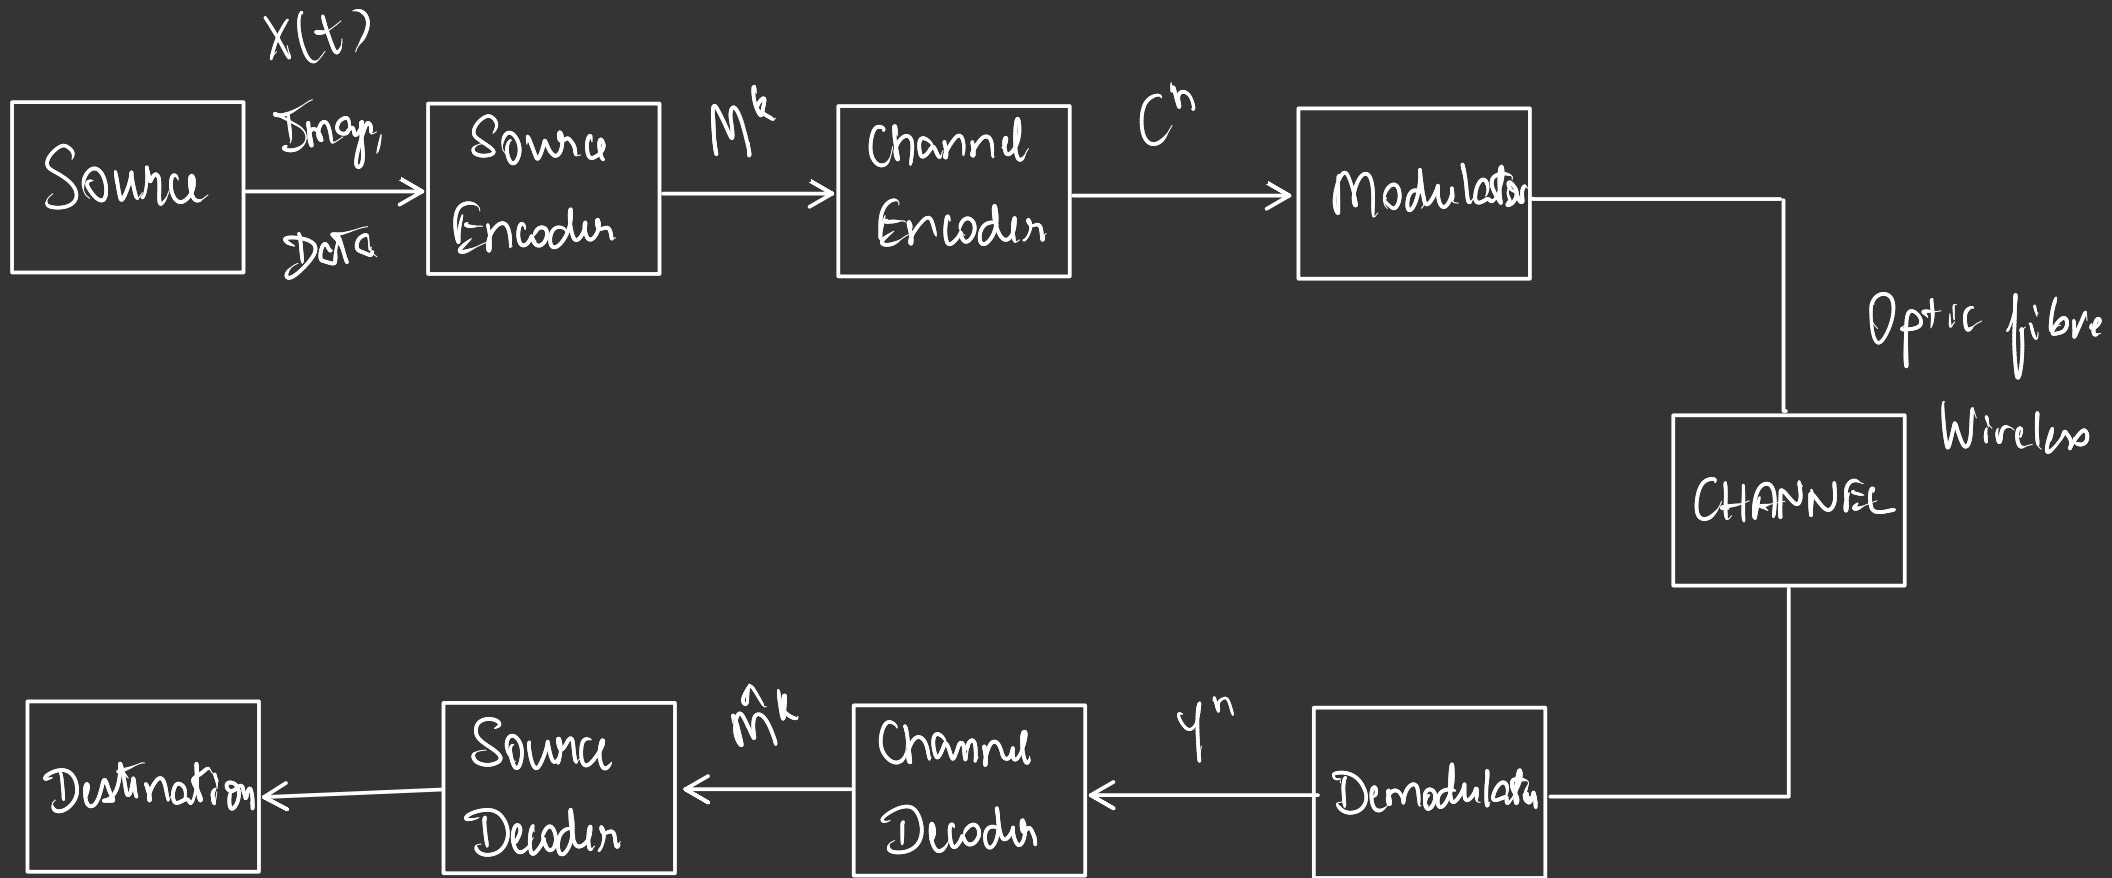 X(t)
Source
Image,
Data
Source
Encoder
M^k
Channel
Encoder
C^n
Modulator
Optic fibre
Wireless
CHANNEL
Demodulator
Y^n
Channel
Decoder
m̂^k
Source
Decoder
Destination